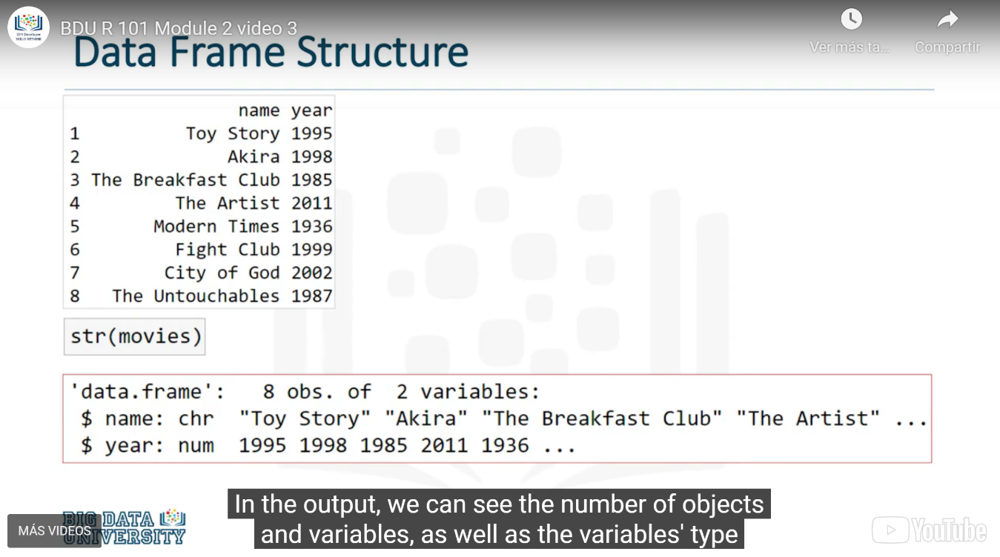 BDU R 101 Module 2 video 3
Ver más ta...
Compartir
IBM Developer
SKILLS NETWORK
Data Frame Structure
name year
1 Toy Story 1995
2 Akira 1998
3 The Breakfast Club 1985
4 The Artist 2011
5 Modern Times 1936
6 Fight Club 1999
7 City of God 2002
8 The Untouchables 1987
str(movies)
'data.frame': 8 obs. of 2 variables:
$ name: chr "Toy Story" "Akira" "The Breakfast Club" "The Artist" ...
$ year: num 1995 1998 1985 2011 1936 ...
In the output, we can see the number of objects
and variables, as well as the variables' type
BIG DATA
UNIVERSITY
MÁS VIDEOS
YouTube